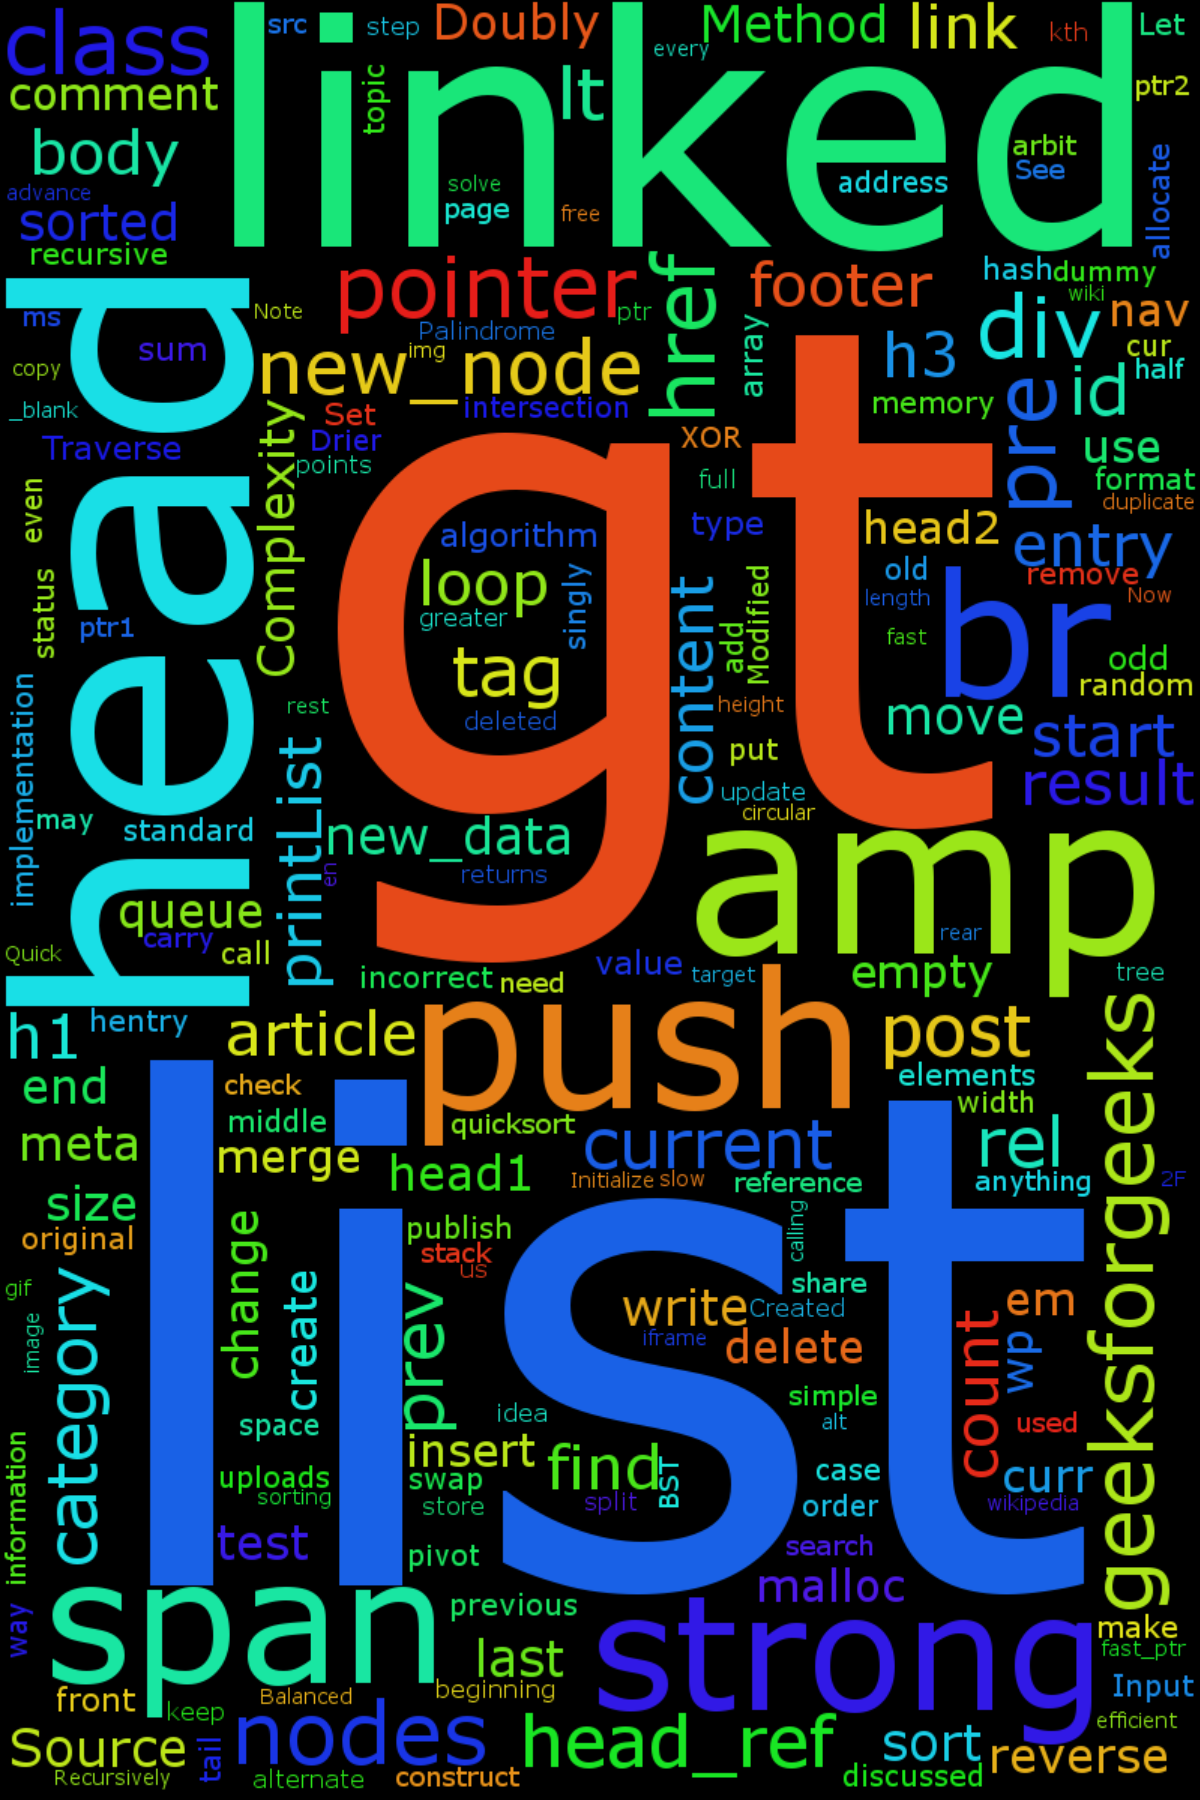 class
src
step
Doubly
Method
link
kth
Let
every
comment
linked
topic
lt
ptr2
body
arbit
See
allocate
advance
solve
page
free
address
sorted
recursive
pointer
href
footer
hash
dummy
wiki
ms
Note
ptr
Palindrome
array
div
nav
sum
img
new_node
h3
cur
half
copy
pre
id
_blank
Set
intersection
memory
Traverse
Drier
XOR
use
head
Complexity
points
gt
full
format
even
duplicate
algorithm
type
head2
entry
status
loop
singly
content
old
remove
ptr1
greater
add
Modified
length
br
Now
fast
tag
odd
random
implementation
rest
deleted
height
move
start
printList
put
result
update
circular
may
standard
new_data
amp
en
returns
queue
carry
call
rear
Quick
incorrect
need
value
target
empty
tree
h1
hentry
article
push
post
geeksforgeeks
end
check
elements
middle
quicksort
width
meta
merge
head1
current
rel
size
list
Initialize
slow
reference
anything
2F
original
change
publish
calling
stack
us
gif
category
create
prev
share
image
write
Created
em
iframe
delete
count
wp
simple
space
idea
alt
used
information
insert
find
BST
case
curr
uploads
sorting
swap
store
split
order
wikipedia
test
pivot
search
malloc
way
span
previous
strong
make
last
fast_ptr
front
keep
Balanced
beginning
Input
Source
tail
nodes
head_ref
sort
efficient
reverse
Recursively
alternate
construct
discussed